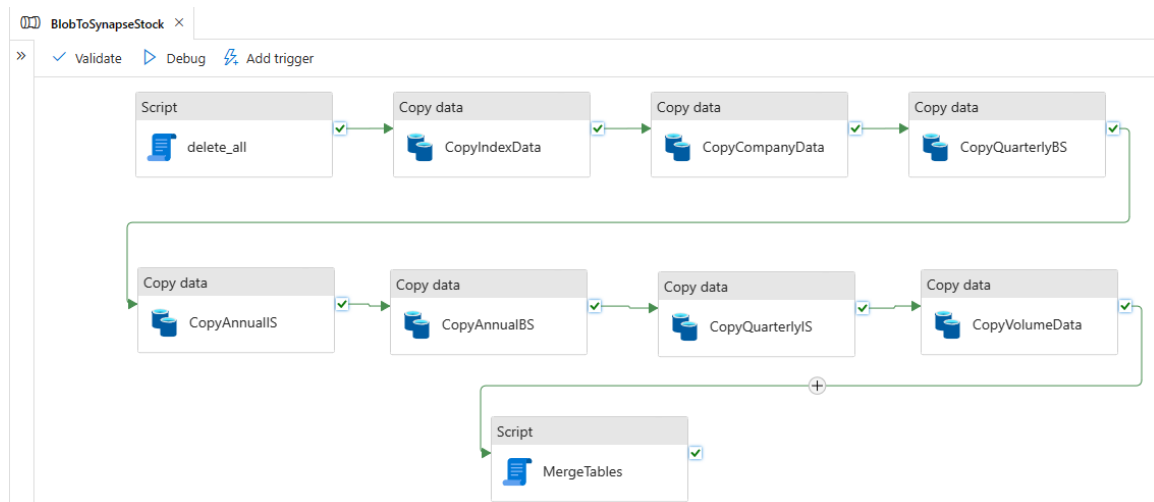 BlobToSynapseStock
Validate Debug Add trigger
Script
delete_all
Copy data
CopyIndexData
Copy data
CopyCompanyData
Copy data
CopyQuarterlyBS
Copy data
CopyAnnualIS
Copy data
CopyAnnualBS
Copy data
CopyQuarterlyIS
Copy data
CopyVolumeData
Script
MergeTables